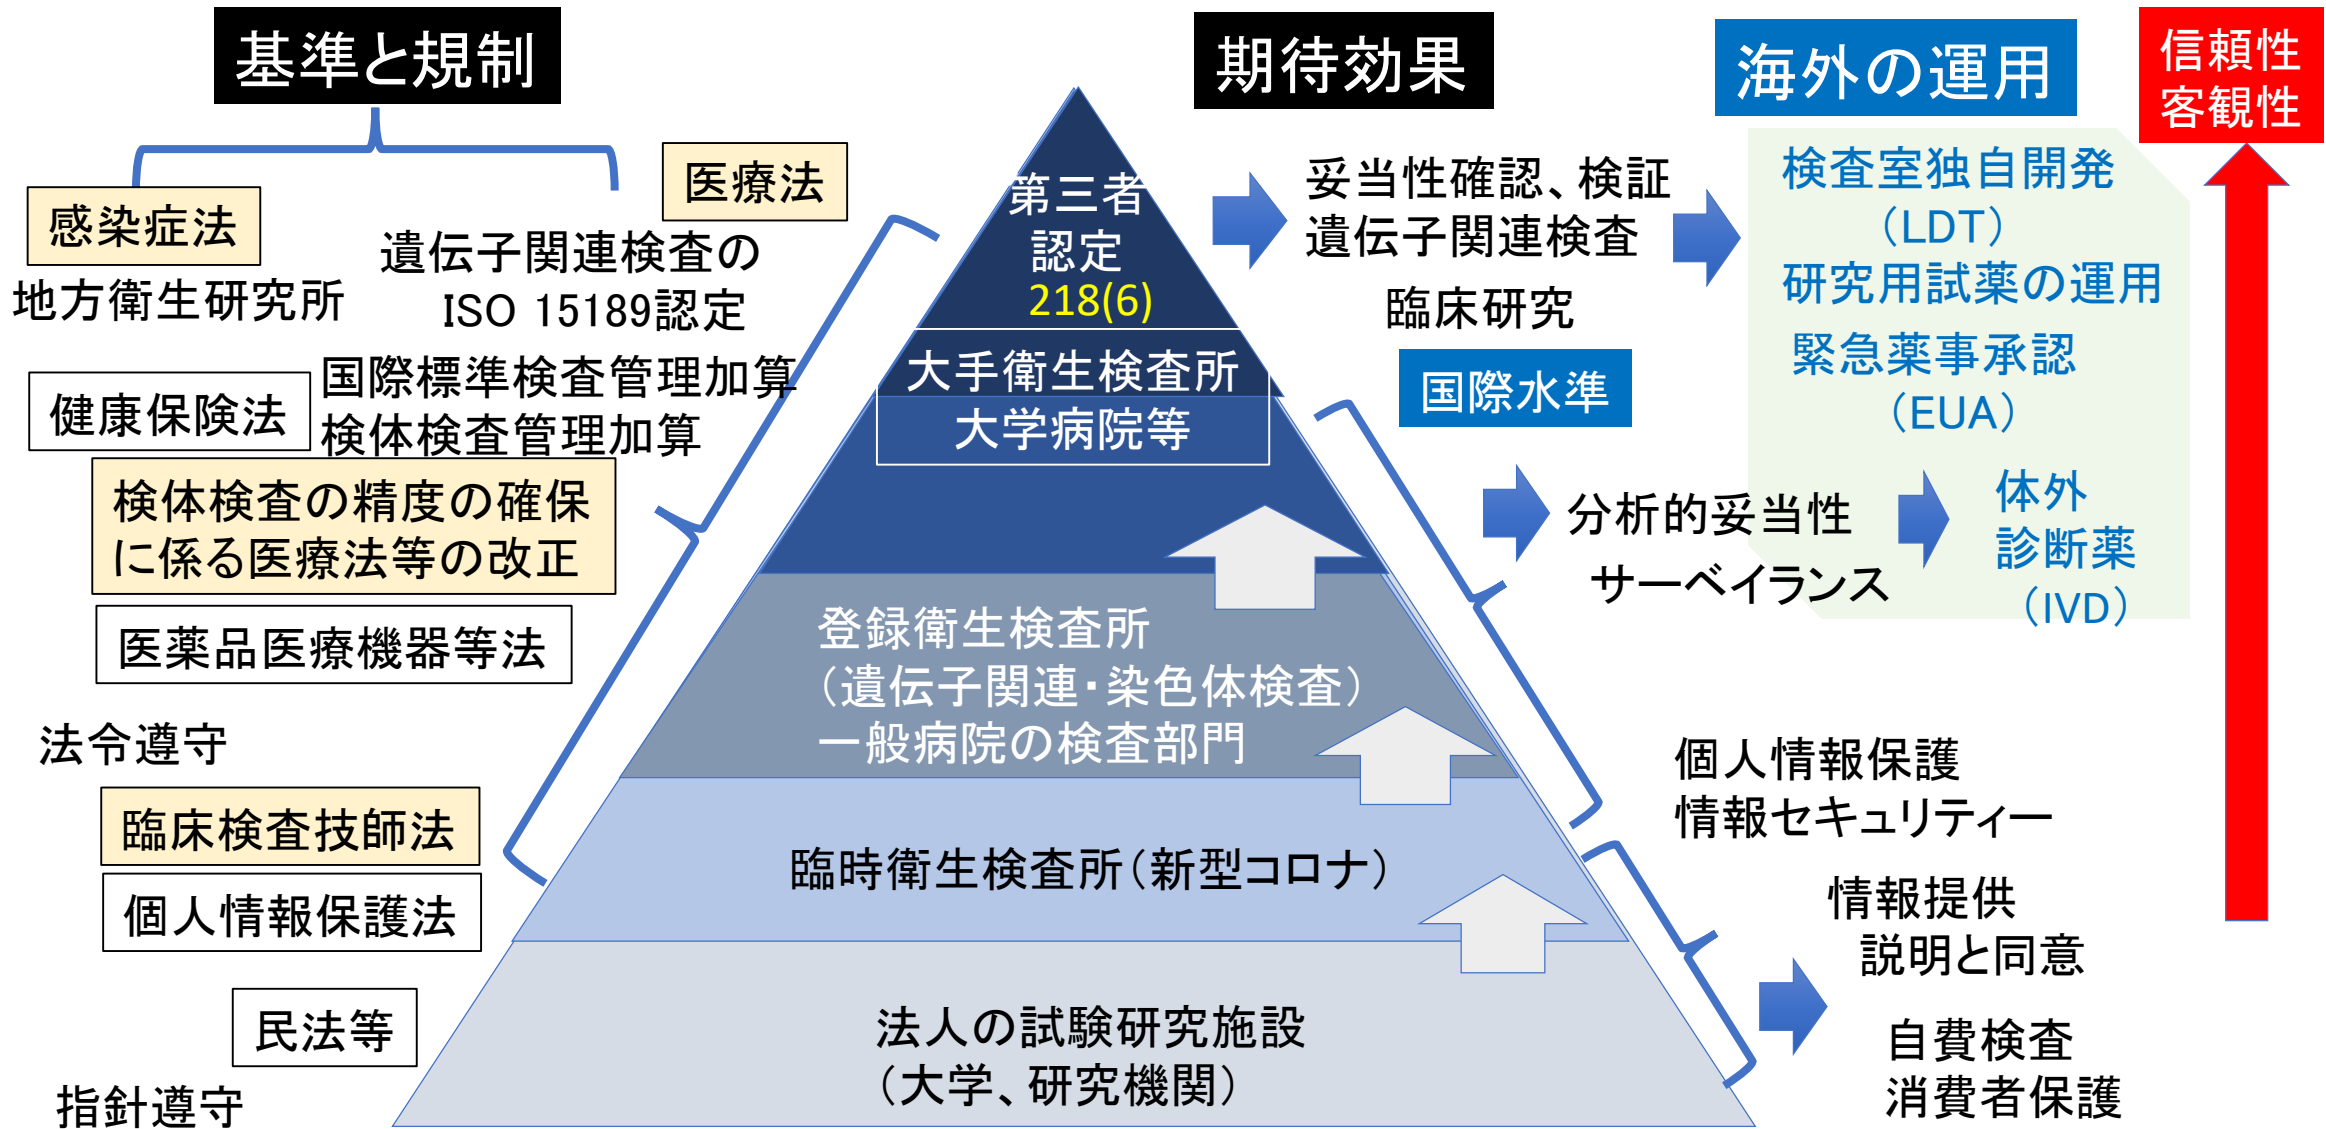 基準と規制
感染症法
地方衛生研究所
医療法
遺伝子関連検査の
ISO 15189認定
健康保険法
国際標準検査管理加算
検体検査管理加算
検体検査の精度の確保
に係る医療法等の改正
医薬品医療機器等法
法令遵守
臨床検査技師法
個人情報保護法
民法等
指針遵守
第三者
認定
218(6)
大手衛生検査所
大学病院等
登録衛生検査所
（遺伝子関連・染色体検査）
一般病院の検査部門
臨時衛生検査所（新型コロナ）
法人の試験研究施設
（大学、研究機関）
期待効果
妥当性確認、検証
遺伝子関連検査
臨床研究
国際水準
分析的妥当性
サーベイランス
個人情報保護
情報セキュリティー
情報提供
説明と同意
自費検査
消費者保護
海外の運用
検査室独自開発
（LDT）
研究用試薬の運用
緊急薬事承認
（EUA）
体外
診断薬
（IVD）
信頼性
客観性